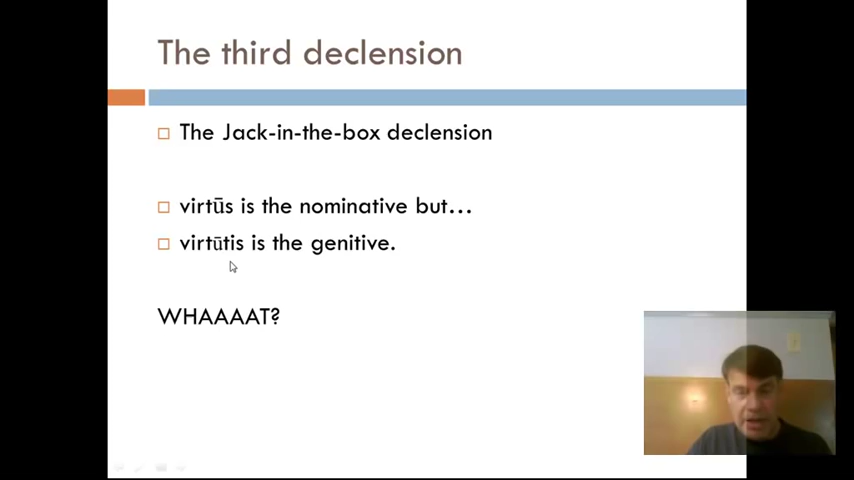 The third declension
The Jack-in-the-box declension
virtūs is the nominative but...
virtūtis is the genitive.
WHAAAAT?